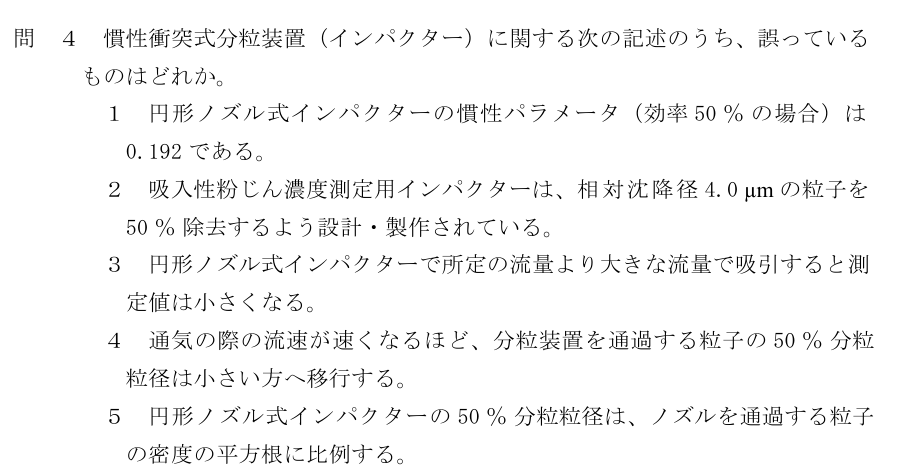 問　４　慣性衝突式分粒装置（インパクター）に関する次の記述のうち、誤っている
ものはどれか。
１　円形ノズル式インパクターの慣性パラメータ（効率 50 % の場合）は
0.192 である。
２　吸入性粉じん濃度測定用インパクターは、相対沈降径 4.0 μm の粒子を
50 % 除去するよう設計・製作されている。
３　円形ノズル式インパクターで所定の流量より大きな流量で吸引すると測
定値は小さくなる。
４　通気の際の流速が速くなるほど、分粒装置を通過する粒子の 50 % 分粒
粒径は小さい方へ移行する。
５　円形ノズル式インパクターの 50 % 分粒粒径は、ノズルを通過する粒子
の密度の平方根に比例する。